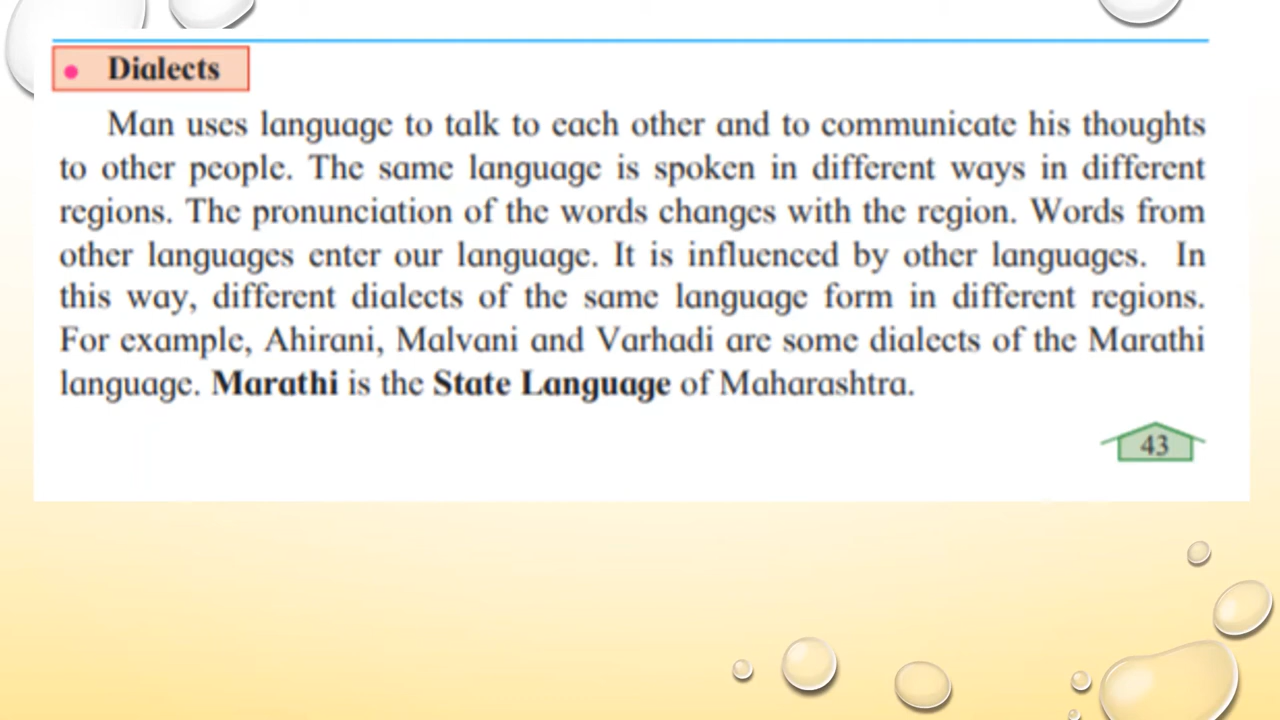 • Dialects
Man uses language to talk to each other and to communicate his thoughts
to other people. The same language is spoken in different ways in different
regions. The pronunciation of the words changes with the region. Words from
other languages enter our language. It is influenced by other languages. In
this way, different dialects of the same language form in different regions.
For example, Ahirani, Malvani and Varhadi are some dialects of the Marathi
language. Marathi is the State Language of Maharashtra.
43